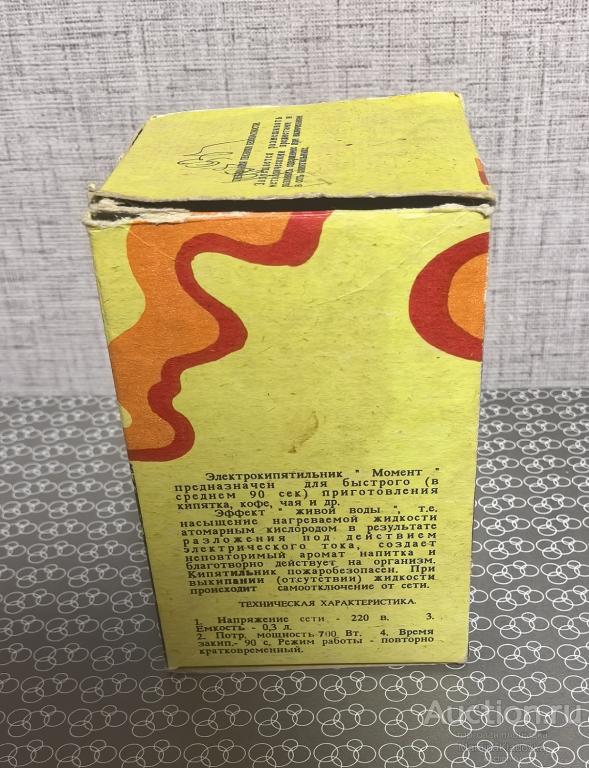 Электрокипятильник " Момент "
предназначен для быстрого (в
среднем 90 сек) приготовления
кипятка, кофе, чая и др.
Эффект " живой воды ", т.е.
насыщение нагреваемой жидкости
атомарным кислородом в результате
разложения под действием
электрического тока, создает
неповторимый аромат напитка и
благотворно действует на организм.
Кипятильник пожаробезопасен. При
выкипании (отсутствии) жидкости
происходит самоотключение от сети.
ТЕХНИЧЕСКАЯ ХАРАКТЕРИСТИКА.
1. Напряжение сети - 220 в. 3.
Емкость - 0,3 л.
2. Потр. мощность-700 Вт. 4. Время
закип.- 90 с. Режим работы - повторно
кратковременный.
Auction.ru